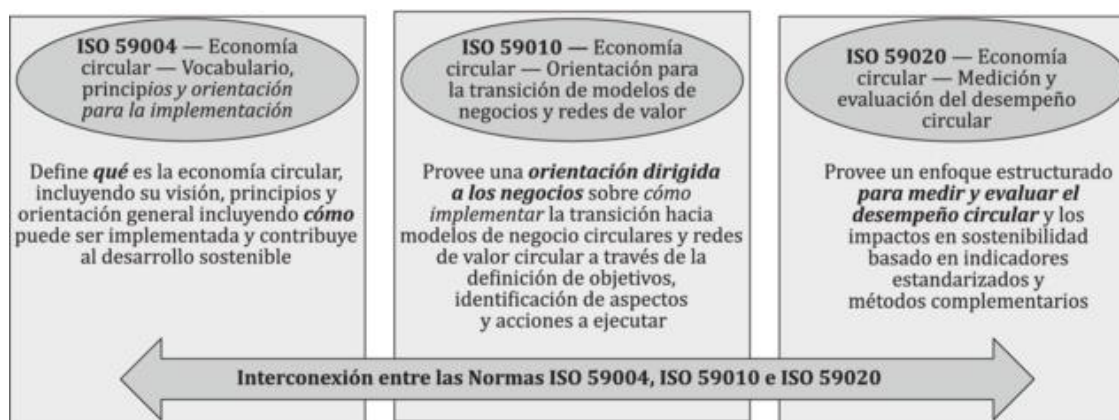 ISO 59004 — Economía
circular — Vocabulario,
principios y orientación
para la implementación
Define qué es la economía circular,
incluyendo su visión, principios y
orientación general incluyendo cómo
puede ser implementada y contribuye
al desarrollo sostenible
ISO 59010 — Economía
circular — Orientación para
la transición de modelos de
negocios y redes de valor
Provee una orientación dirigida
a los negocios sobre cómo
implementar la transición hacia
modelos de negocio circulares y redes
de valor circular a través de la
definición de objetivos,
identificación de aspectos
y acciones a ejecutar
ISO 59020 — Economía
circular — Medición y
evaluación del desempeño
circular
Provee un enfoque estructurado
para medir y evaluar el
desempeño circular y los
impactos en sostenibilidad
basado en indicadores
estandarizados y
métodos complementarios
Interconexión entre las Normas ISO 59004, ISO 59010 e ISO 59020